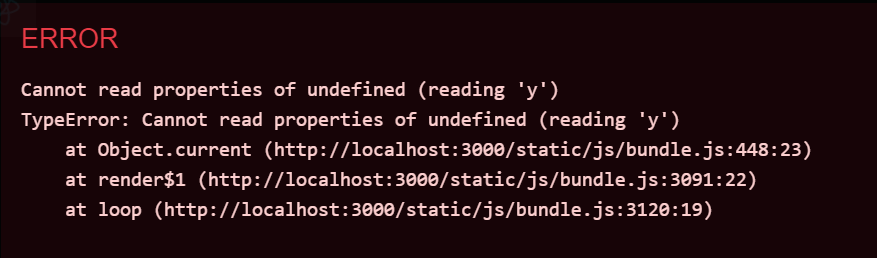 ERROR
Cannot read properties of undefined (reading 'y')
TypeError: Cannot read properties of undefined (reading 'y')
    at Object.current (http://localhost:3000/static/js/bundle.js:448:23)
    at render$1 (http://localhost:3000/static/js/bundle.js:3091:22)
    at loop (http://localhost:3000/static/js/bundle.js:3120:19)